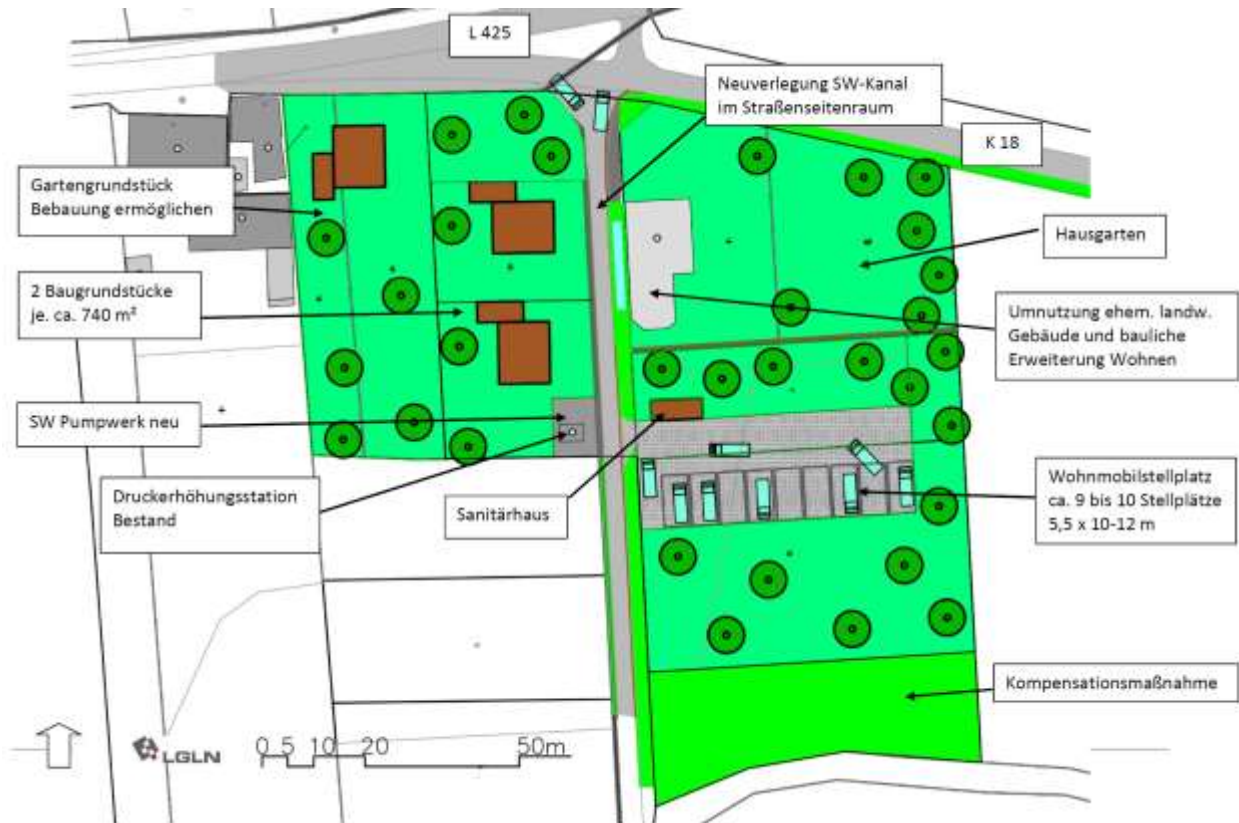 L 425
Neuverlegung SW-Kanal
im Straßenseitenraum
K 18
Gartengrundstück
Bebauung ermöglichen
Hausgarten
2 Baugrundstücke
je. ca. 740 m²
Umnutzung ehem. landw.
Gebäude und bauliche
Erweiterung Wohnen
SW Pumpwerk neu
Druckerhöhungsstation
Bestand
Sanitärhaus
Wohnmobilstellplatz
ca. 9 bis 10 Stellplätze
5,5 x 10-12 m
Kompensationsmaßnahme
LGLN
0 5 10 20 50m